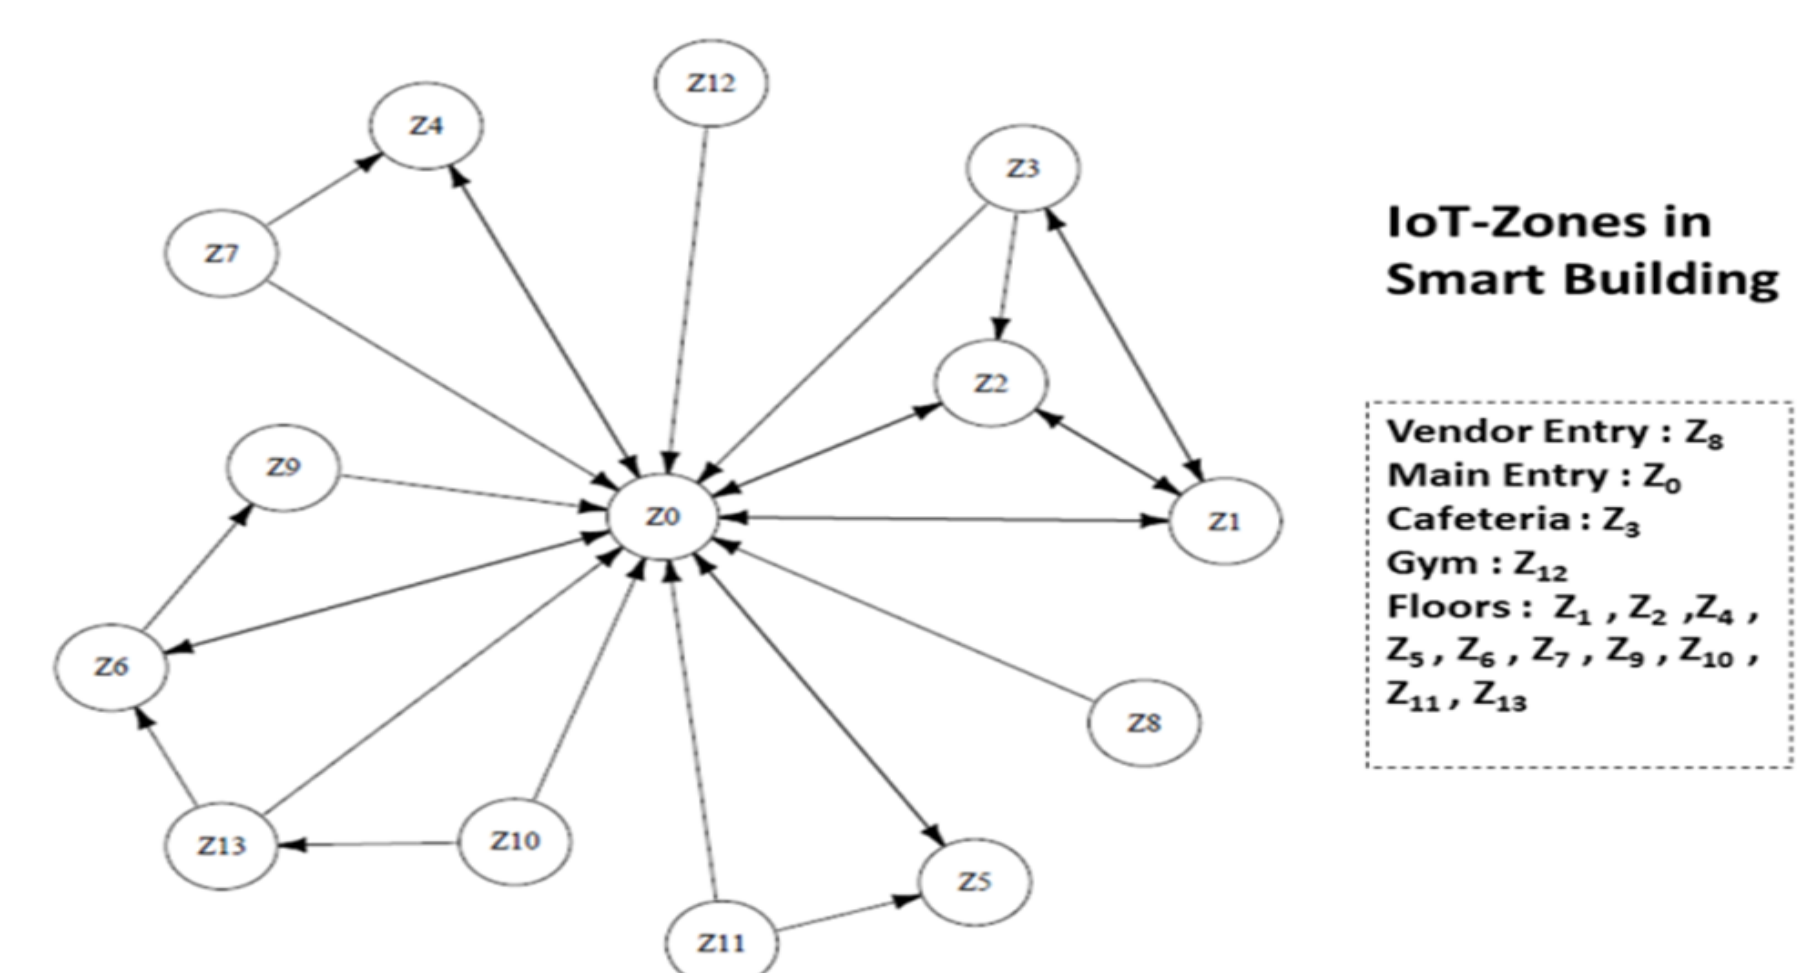 Z12
Z4
Z3
Z7
Z2
Z9
Z0
Z1
Z6
Z8
Z13
Z10
Z5
Z11
IoT-Zones in
Smart Building
Vendor Entry : Z₈
Main Entry : Z₀
Cafeteria : Z₃
Gym : Z₁₂
Floors : Z₁ , Z₂ ,Z₄ ,
Z₅ , Z₆ , Z₇ , Z₉ , Z₁₀ ,
Z₁₁ , Z₁₃